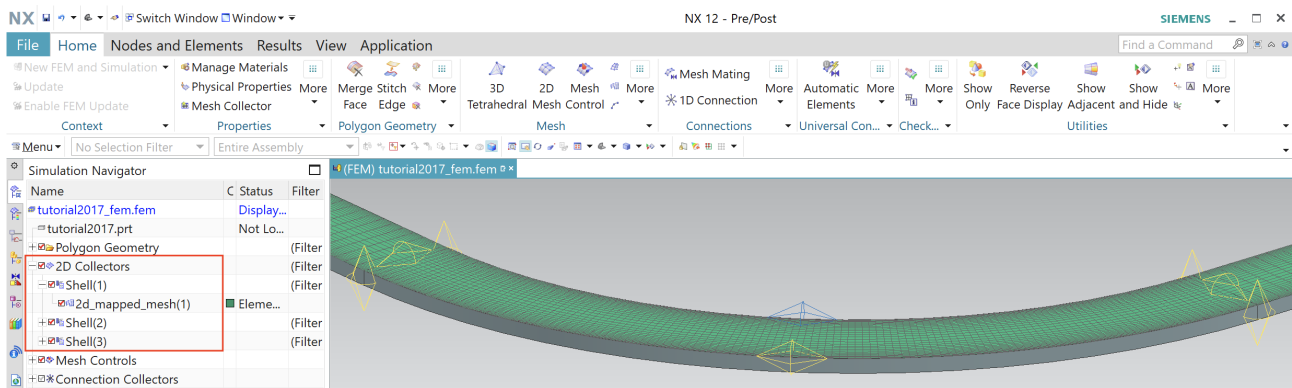 NX Switch Window Window NX 12 - Pre/Post SIEMENS
File Home Nodes and Elements Results View Application Find a Command
New FEM and Simulation Manage Materials
Update Physical Properties More Merge Stitch More 3D 2D Mesh More Mesh Mating More Automatic More More Show Reverse Show Show More
Enable FEM Update Mesh Collector Face Edge Tetrahedral Mesh Control 1D Connection Elements Only Face Display Adjacent and Hide
Context Properties Polygon Geometry Mesh Connections Universal Con... Check... Utilities
Menu No Selection Filter Entire Assembly
Simulation Navigator (FEM) tutorial2017_fem.fem
Name C Status Filter
tutorial2017_fem.fem Display...
tutorial2017.prt Not Lo...
Polygon Geometry (Filter
2D Collectors (Filter
Shell(1) (Filter
2d_mapped_mesh(1) Eleme...
Shell(2) (Filter
Shell(3) (Filter
Mesh Controls
Connection Collectors